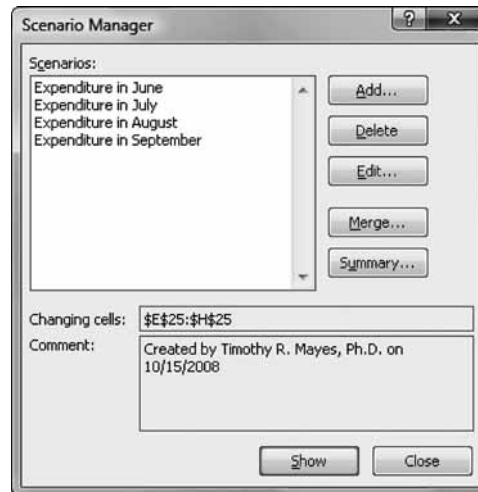 Scenario Manager
?
X
Scenarios:
Expenditure in June
Expenditure in July
Expenditure in August
Expenditure in September
Add...
Delete
Edit...
Merge...
Summary...
Changing cells: $E$25:$H$25
Comment: Created by Timothy R. Mayes, Ph.D. on
10/15/2008
Show
Close